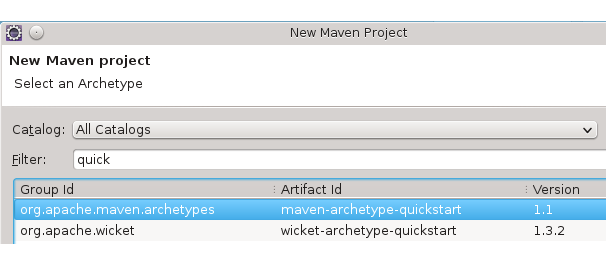 New Maven Project
New Maven project
Select an Archetype
Catalog: All Catalogs
Filter: quick
Group Id Artifact Id Version
org.apache.maven.archetypes maven-archetype-quickstart 1.1
org.apache.wicket wicket-archetype-quickstart 1.3.2